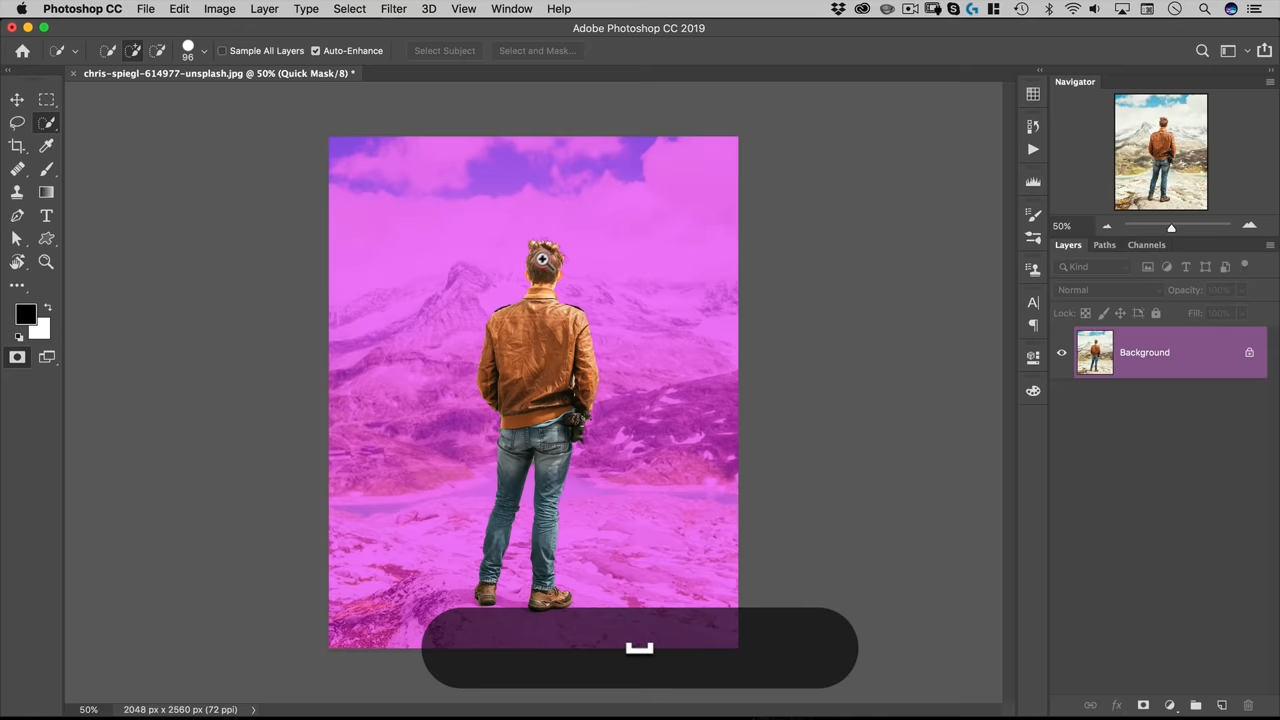 Photoshop CC File Edit Image Layer Type Select Filter 3D View Window Help
Adobe Photoshop CC 2019
96 Sample All Layers Auto-Enhance Select Subject Select and Mask...
chris-spiegl-614977-unsplash.jpg @ 50% (Quick Mask/8) *
Navigator
50%
Layers Paths Channels
Kind
Normal Opacity: 100%
Lock: Fill: 100%
Background
50% 2048 px x 2560 px (72 ppi)